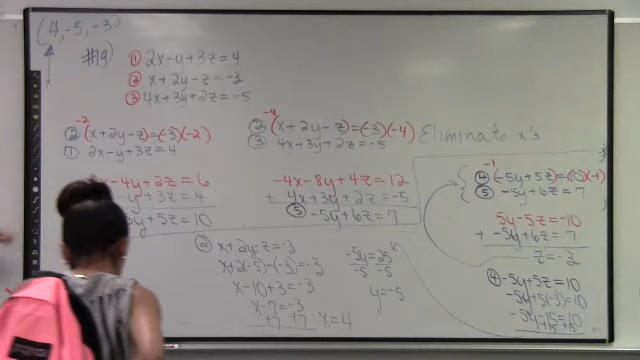 (4, -5, -3)
#19)
① 2x-y+3z=4
② x+2y-z=-3
③ 4x+3y+2z=-5
-2
② (x+2y-z)=(-3)(-2)
① 2x-y+3z=4
-4y+2z=6
-y+3z=4
-5y+5z=10
-4
② (x+2y-z)=(-3)(-4)
③ 4x+3y+2z=-5
Eliminate x's
-4x-8y+4z=12
+ 4x+3y+2z=-5
⑤ -5y+6z=7
-1
④ (-5y+5z)=(10)(-1)
⑤ -5y+6z=7
5y-5z=-10
+ -5y+6z=7
z=-3
④ -5y+5z=10
-5y+5(-3)=10
-5y-15=10
+15 +15
-5y=25
-5 -5
y=-5
② x+2y-z=-3
x+2(-5)-(-3)=-3
x-10+3=-3
x-7=-3
+7 +7
x=4